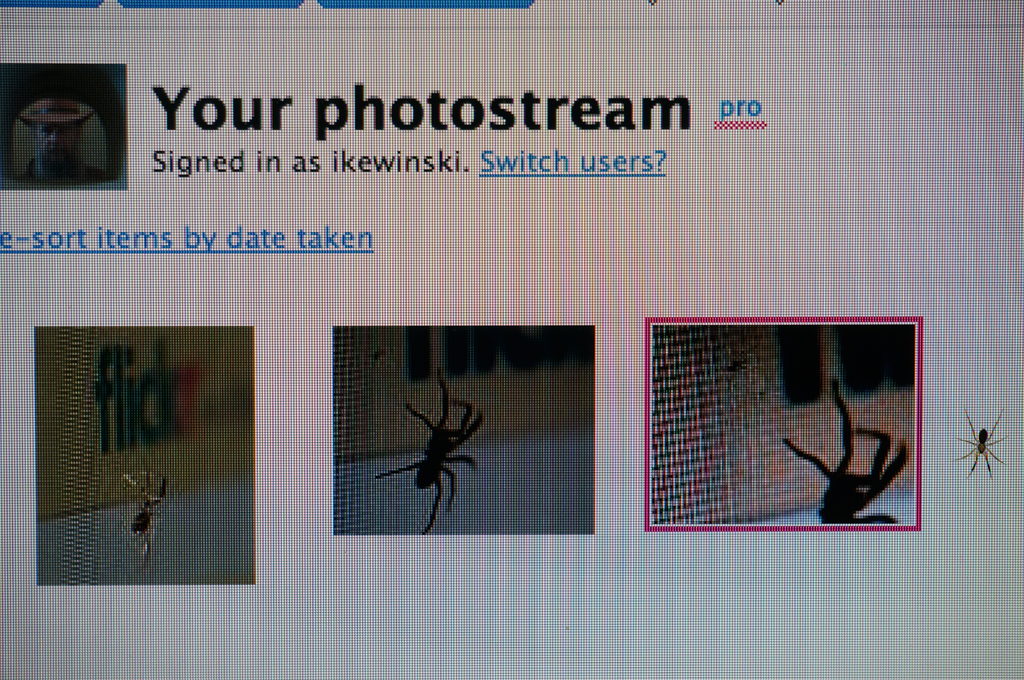 Your photostream pro
Signed in as ikewinski. Switch users?
e-sort items by date taken
flickr